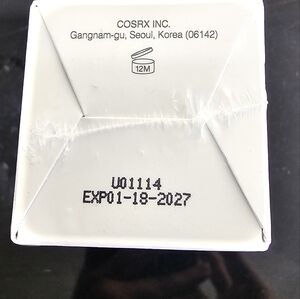 COSRX INC.
Gangnam-gu, Seoul, Korea (06142)
12M
U01114
EXP01-18-2027